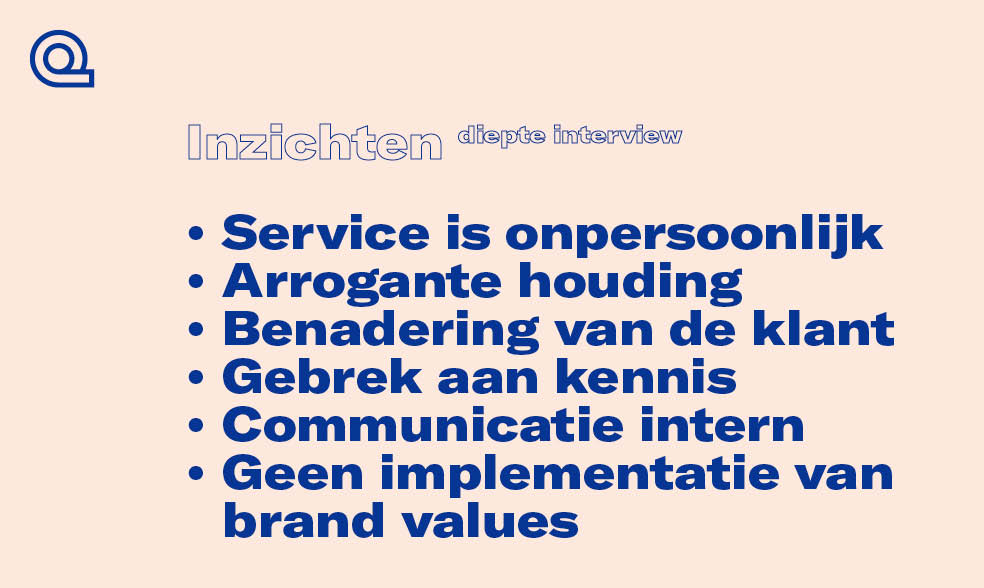 Inzichten diepte interview
• Service is onpersoonlijk
• Arrogante houding
• Benadering van de klant
• Gebrek aan kennis
• Communicatie intern
• Geen implementatie van
brand values